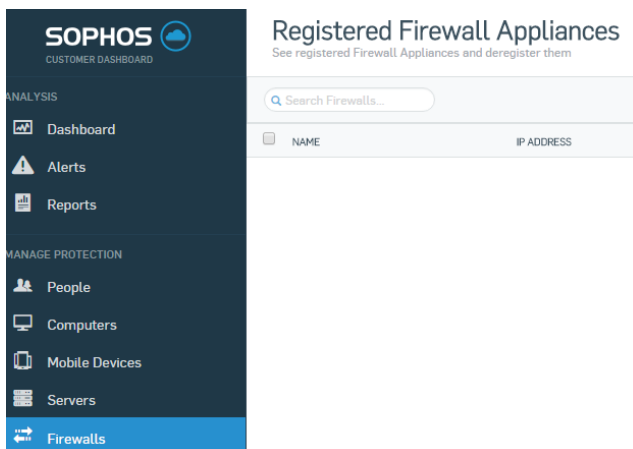 SOPHOS
CUSTOMER DASHBOARD
ANALYSIS
Dashboard
Alerts
Reports
MANAGE PROTECTION
People
Computers
Mobile Devices
Servers
Firewalls
Registered Firewall Appliances
See registered Firewall Appliances and deregister them
Search Firewalls...
NAME IP ADDRESS